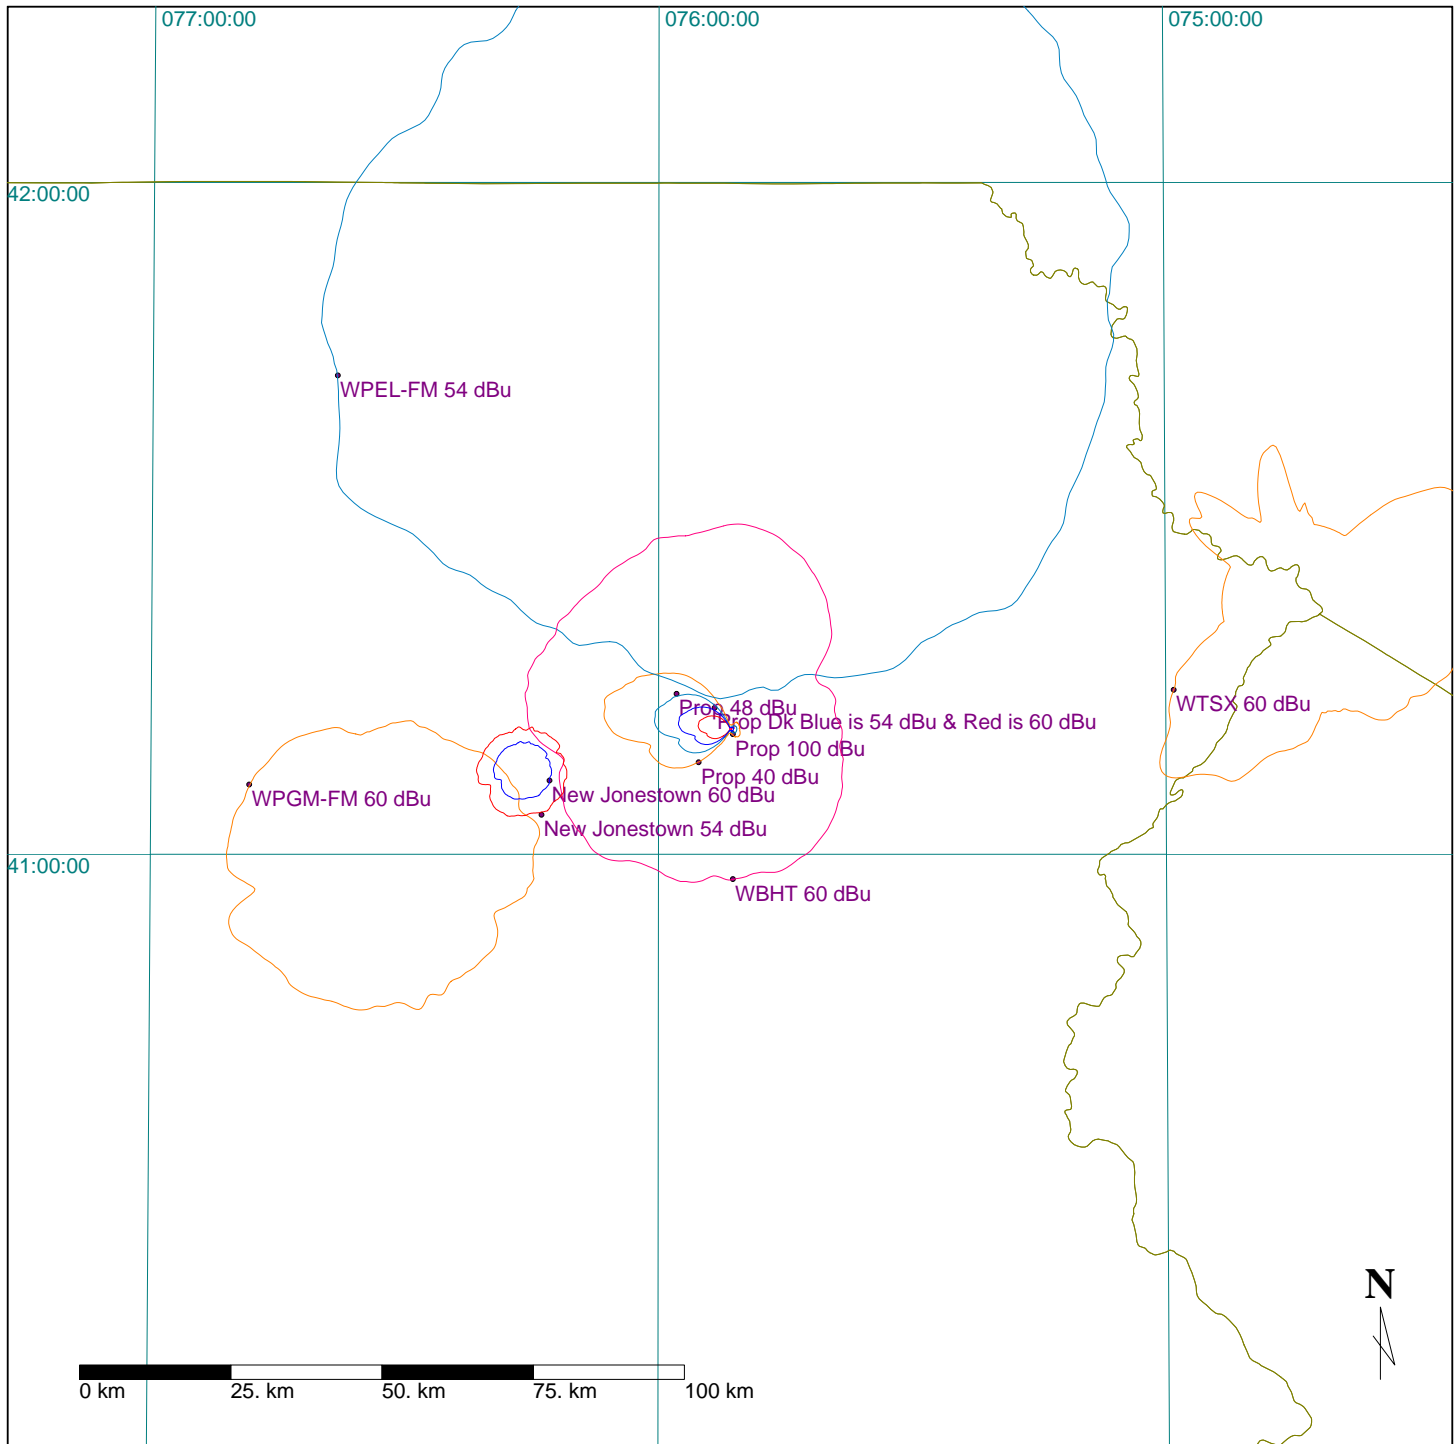 077:00:00
076:00:00
075:00:00
42:00:00
WPEL-FM 54 dBu
WTSX 60 dBu
Prop 48 dBu
Prop Dk Blue is 54 dBu & Red is 60 dBu
Prop 100 dBu
Prop 40 dBu
WPGM-FM 60 dBu
New Jonestown 60 dBu
New Jonestown 54 dBu
41:00:00
WBHT 60 dBu
N
0 km
25. km
50. km
75. km
100 km